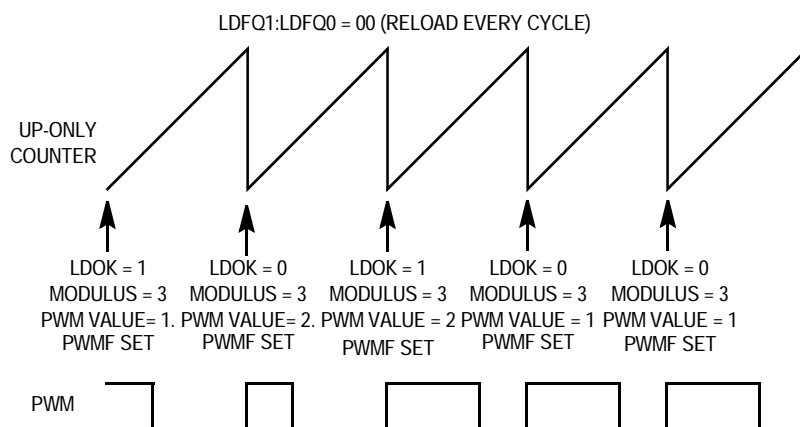 LDFQ1:LDFQ0 = 00 (RELOAD EVERY CYCLE)
UP-ONLY
COUNTER
LDOK = 1
MODULUS = 3
PWM VALUE= 1.
PWMF SET
LDOK = 0
MODULUS = 3
PWM VALUE= 2.
PWMF SET
LDOK = 1
MODULUS = 3
PWM VALUE = 2
PWMF SET
LDOK = 0
MODULUS = 3
PWM VALUE = 1
PWMF SET
LDOK = 0
MODULUS = 3
PWM VALUE = 1
PWMF SET
PWM